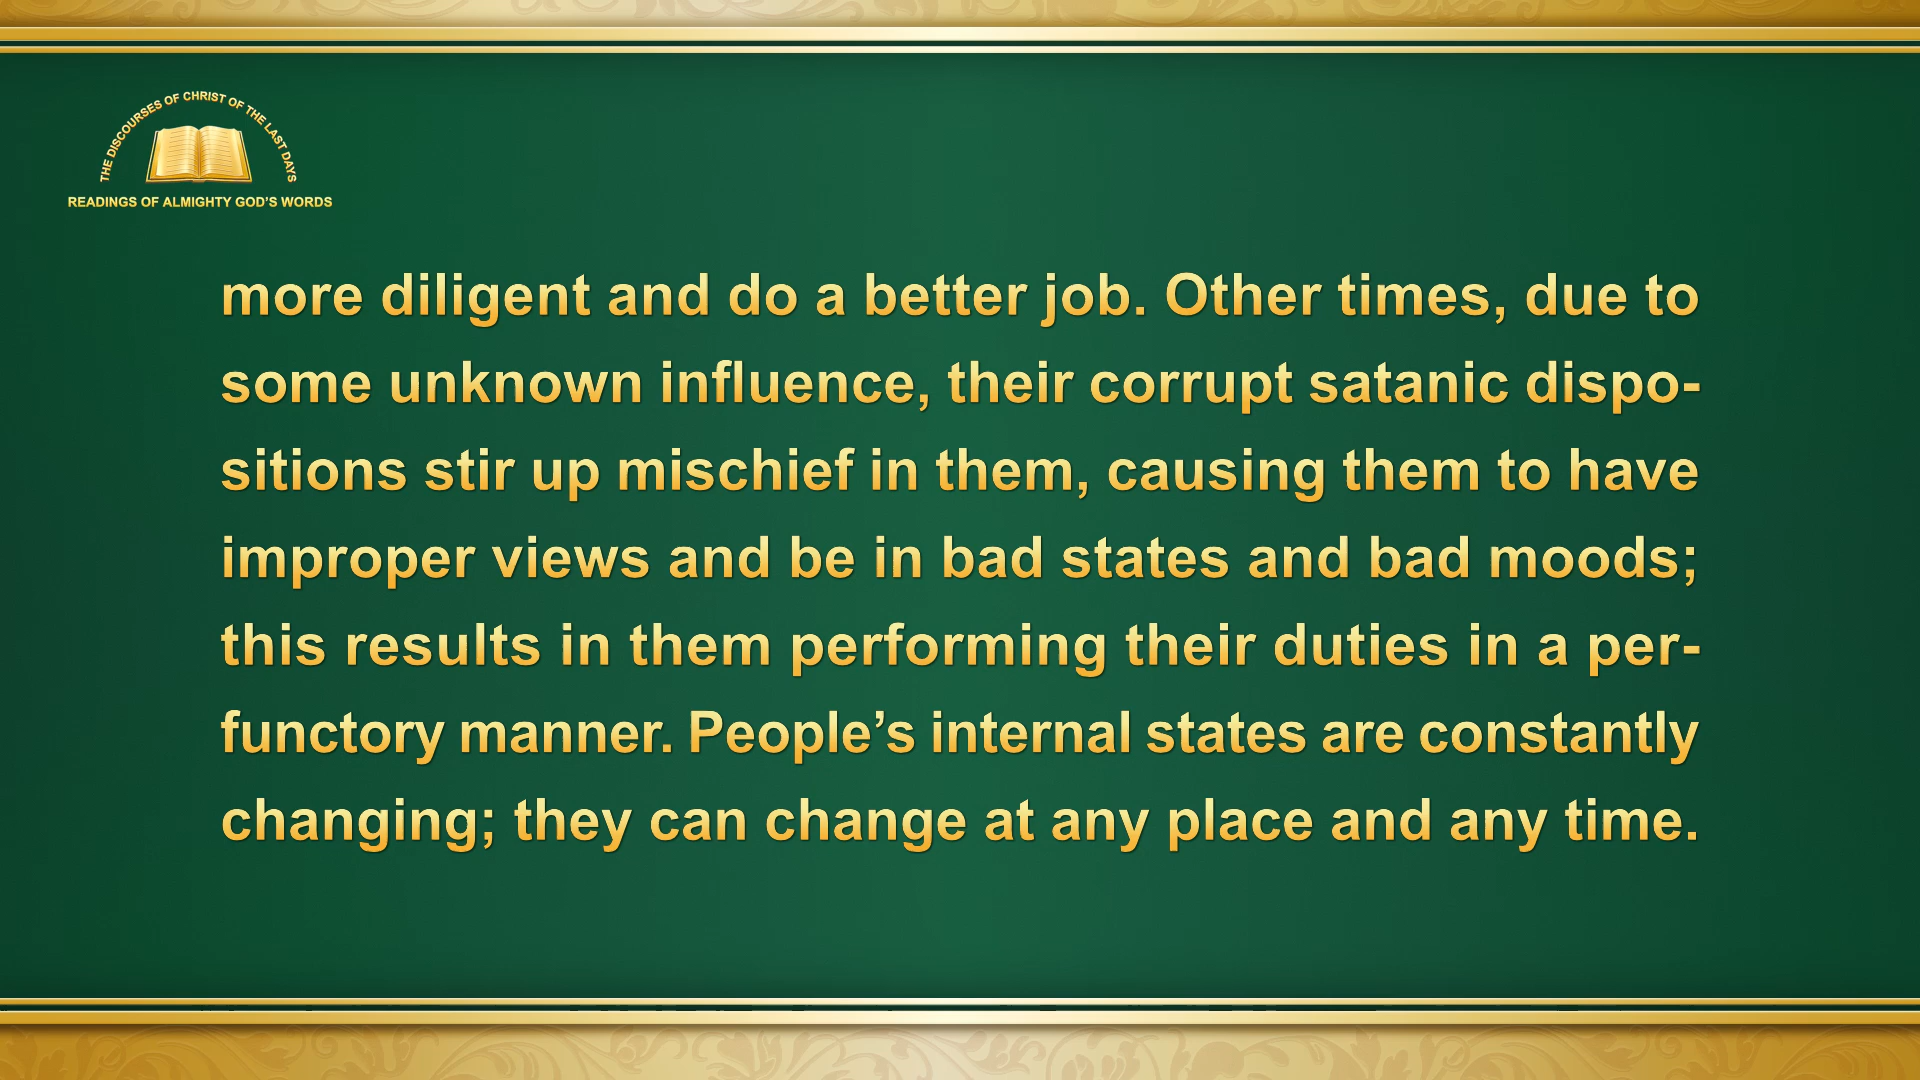 THE DISCOURSES OF CHRIST OF THE LAST DAYS
READINGS OF ALMIGHTY GOD’S WORDS
more diligent and do a better job. Other times, due to
some unknown influence, their corrupt satanic dispo-
sitions stir up mischief in them, causing them to have
improper views and be in bad states and bad moods;
this results in them performing their duties in a per-
functory manner. People’s internal states are constantly
changing; they can change at any place and any time.